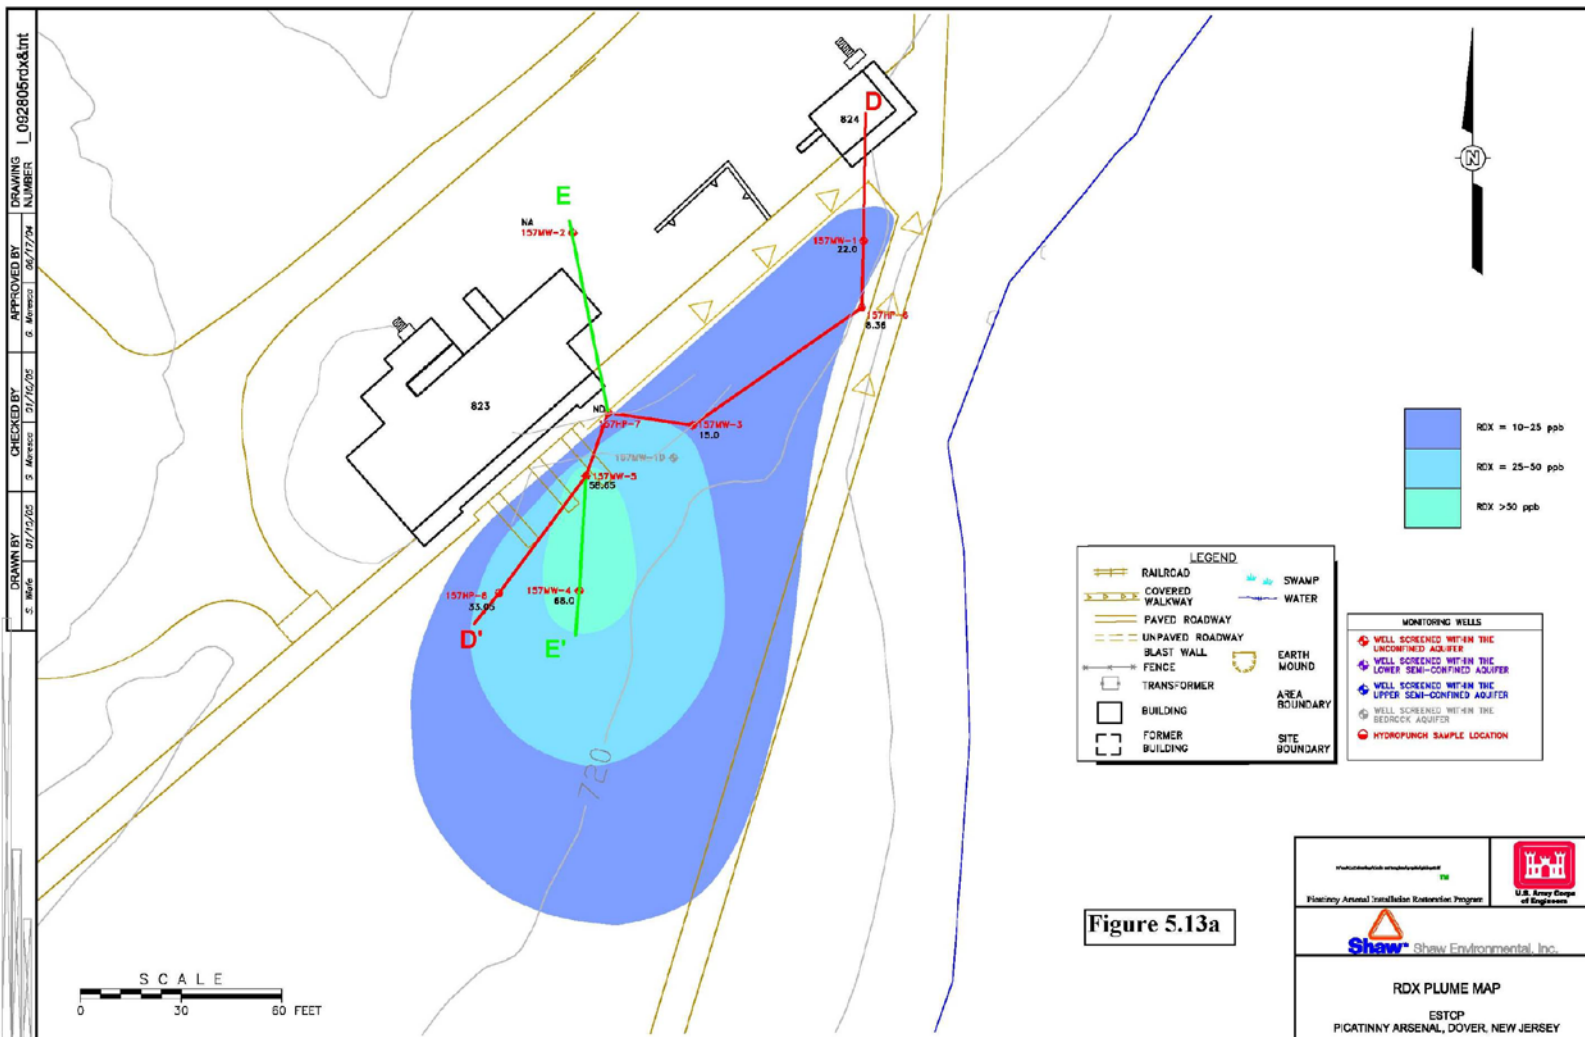 DRAWING
NUMBER
I_092805rdx&tnt
APPROVED BY
G. Moresco
06/17/04
CHECKED BY
G. Moresco
01/10/05
DRAWN BY
01/10/05
D
824
E
NA
157MW-2
157MW-1
22.0
157HP-6
8.36
823
ND
157HP-7
157MW-3
15.0
157MW-1D
157MW-5
58.65
157HP-8
33.05
157MW-4
68.0
D'
E'
720
N
RDX = 10-25 ppb
RDX = 25-50 ppb
RDX >50 ppb
LEGEND
RAILROAD
COVERED
WALKWAY
PAVED ROADWAY
UNPAVED ROADWAY
BLAST WALL
FENCE
TRANSFORMER
BUILDING
FORMER
BUILDING
SWAMP
WATER
EARTH
MOUND
AREA
BOUNDARY
SITE
BOUNDARY
MONITORING WELLS
WELL SCREENED WITHIN THE
UNCONFINED AQUIFER
WELL SCREENED WITHIN THE
LOWER SEMI-CONFINED AQUIFER
WELL SCREENED WITHIN THE
UPPER SEMI-CONFINED AQUIFER
WELL SCREENED WITHIN THE
BEDROCK AQUIFER
HYDROPUNCH SAMPLE LOCATION
SCALE
0 30 60 FEET
Figure 5.13a
TM
Picatinny Arsenal Installation Restoration Program
U.S. Army Corps
of Engineers
Shaw Shaw Environmental, Inc.
RDX PLUME MAP
ESTCP
PICATINNY ARSENAL, DOVER, NEW JERSEY